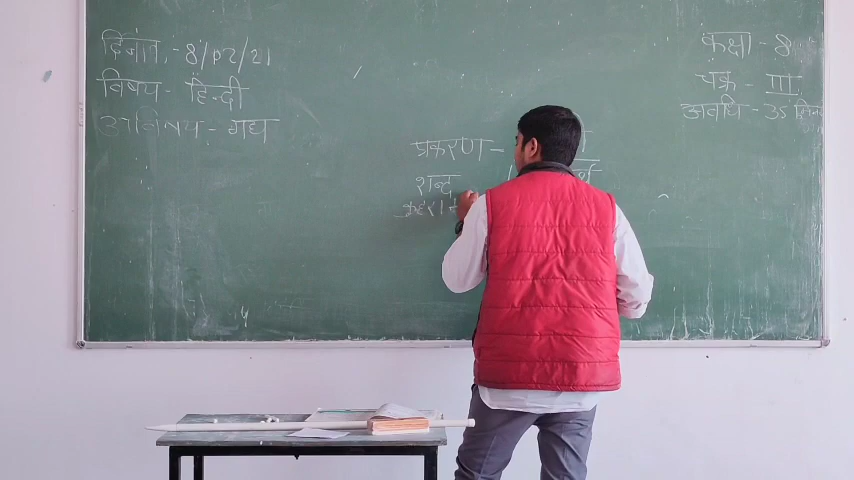 दिनांक - 8/02/21
विषय - हिन्दी
उपविषय - गद्य
प्रकरण -
शब्द
कक्षा - 8
चक्र - III
अवधि - 35 मिनट